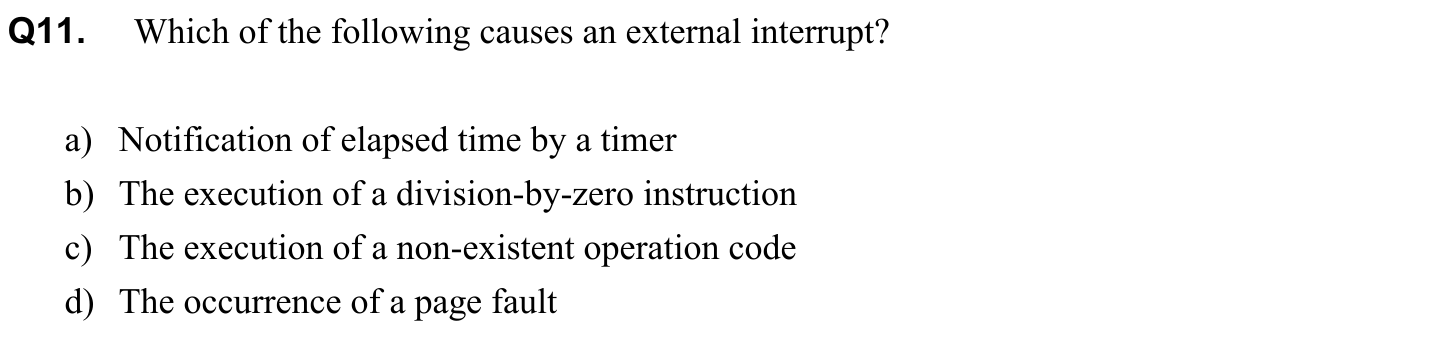 Q11. Which of the following causes an external interrupt?
a) Notification of elapsed time by a timer
b) The execution of a division-by-zero instruction
c) The execution of a non-existent operation code
d) The occurrence of a page fault